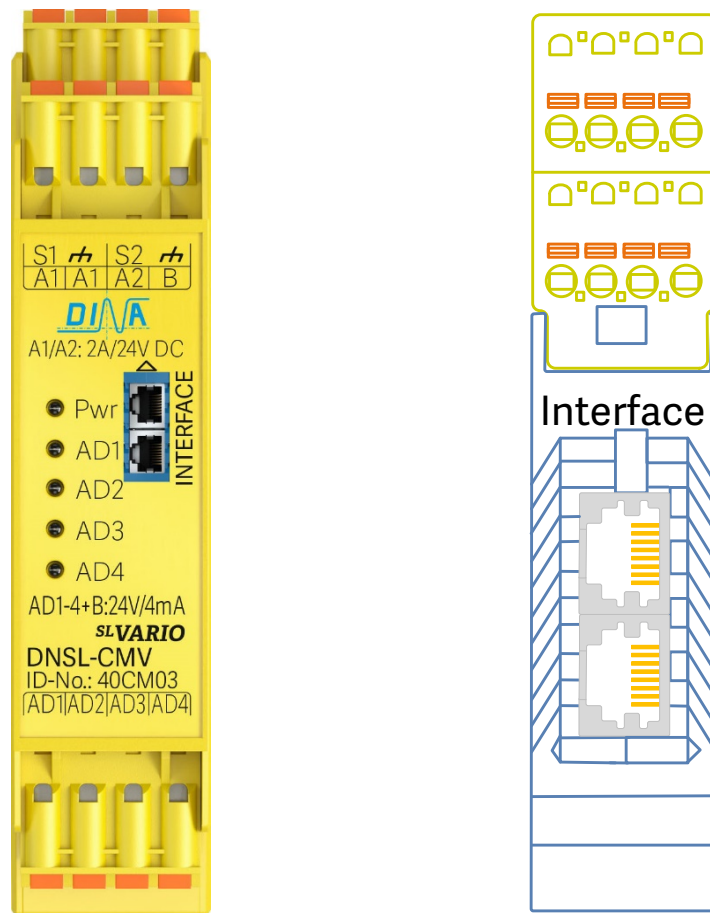 S1 S2
A1 A1 A2 B
DINA
A1/A2: 2A/24V DC
INTERFACE
Pwr
AD1
AD2
AD3
AD4
AD1-4+B:24V/4mA
SLVARIO
DNSL-CMV
ID-No.: 40CM03
AD1 AD2 AD3 AD4
Interface